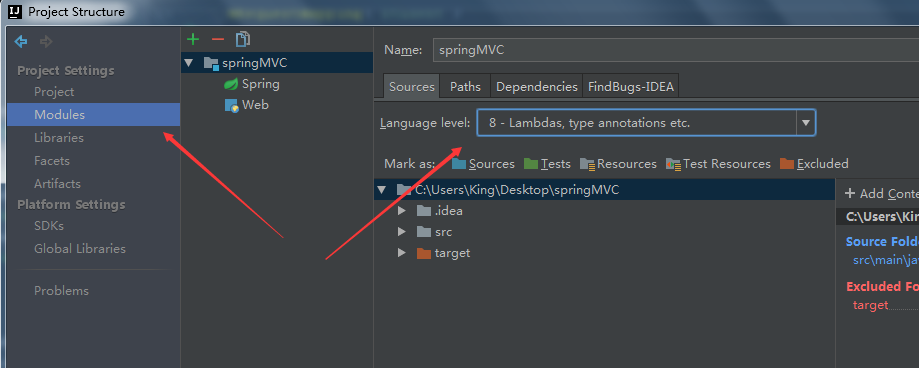 Project Structure
Project Settings
Project
Modules
Libraries
Facets
Artifacts
Platform Settings
SDKs
Global Libraries
Problems
springMVC
Spring
Web
Name: springMVC
Sources Paths Dependencies FindBugs-IDEA
Language level: 8 - Lambdas, type annotations etc.
Mark as: Sources Tests Resources Test Resources Excluded
C:\Users\King\Desktop\springMVC
.idea
src
target
+ Add Conte
C:\Users\Kin
Source Fold
src\main\ja
Excluded Fo
target